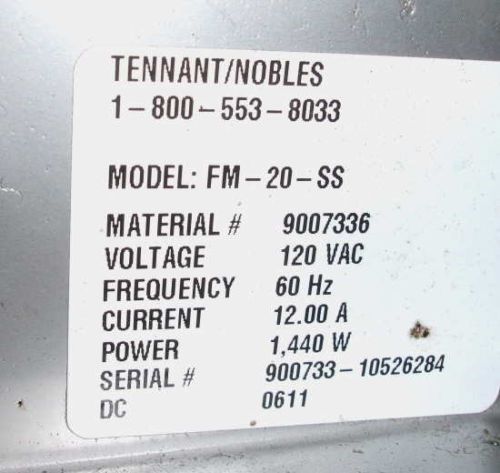 TENNANT/NOBLES
1-800-553-8033
MODEL: FM-20-SS
MATERIAL # 9007336
VOLTAGE 120 VAC
FREQUENCY 60 Hz
CURRENT 12.00 A
POWER 1,440 W
SERIAL # 900733-10526284
DC 0611